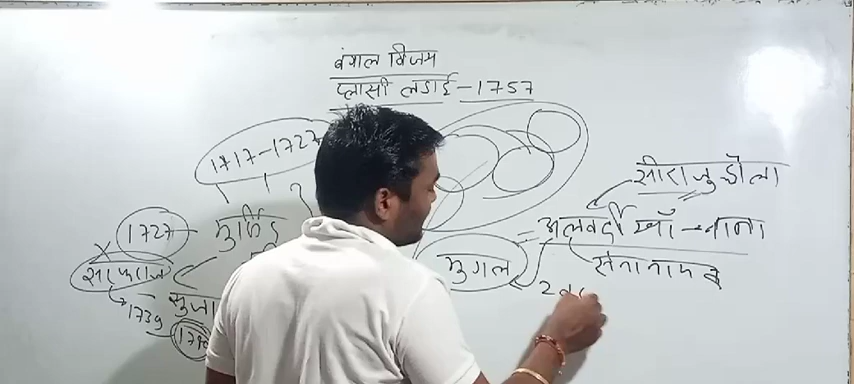 बंगाल विजय
प्लासी लडाई - 1757
1717-1727
सीराजुद्दौला
1727
मुर्शिद
अलवर्दी खाँ - नाना
मुगल
सेनानायक
सरफराज
सुजा
1739